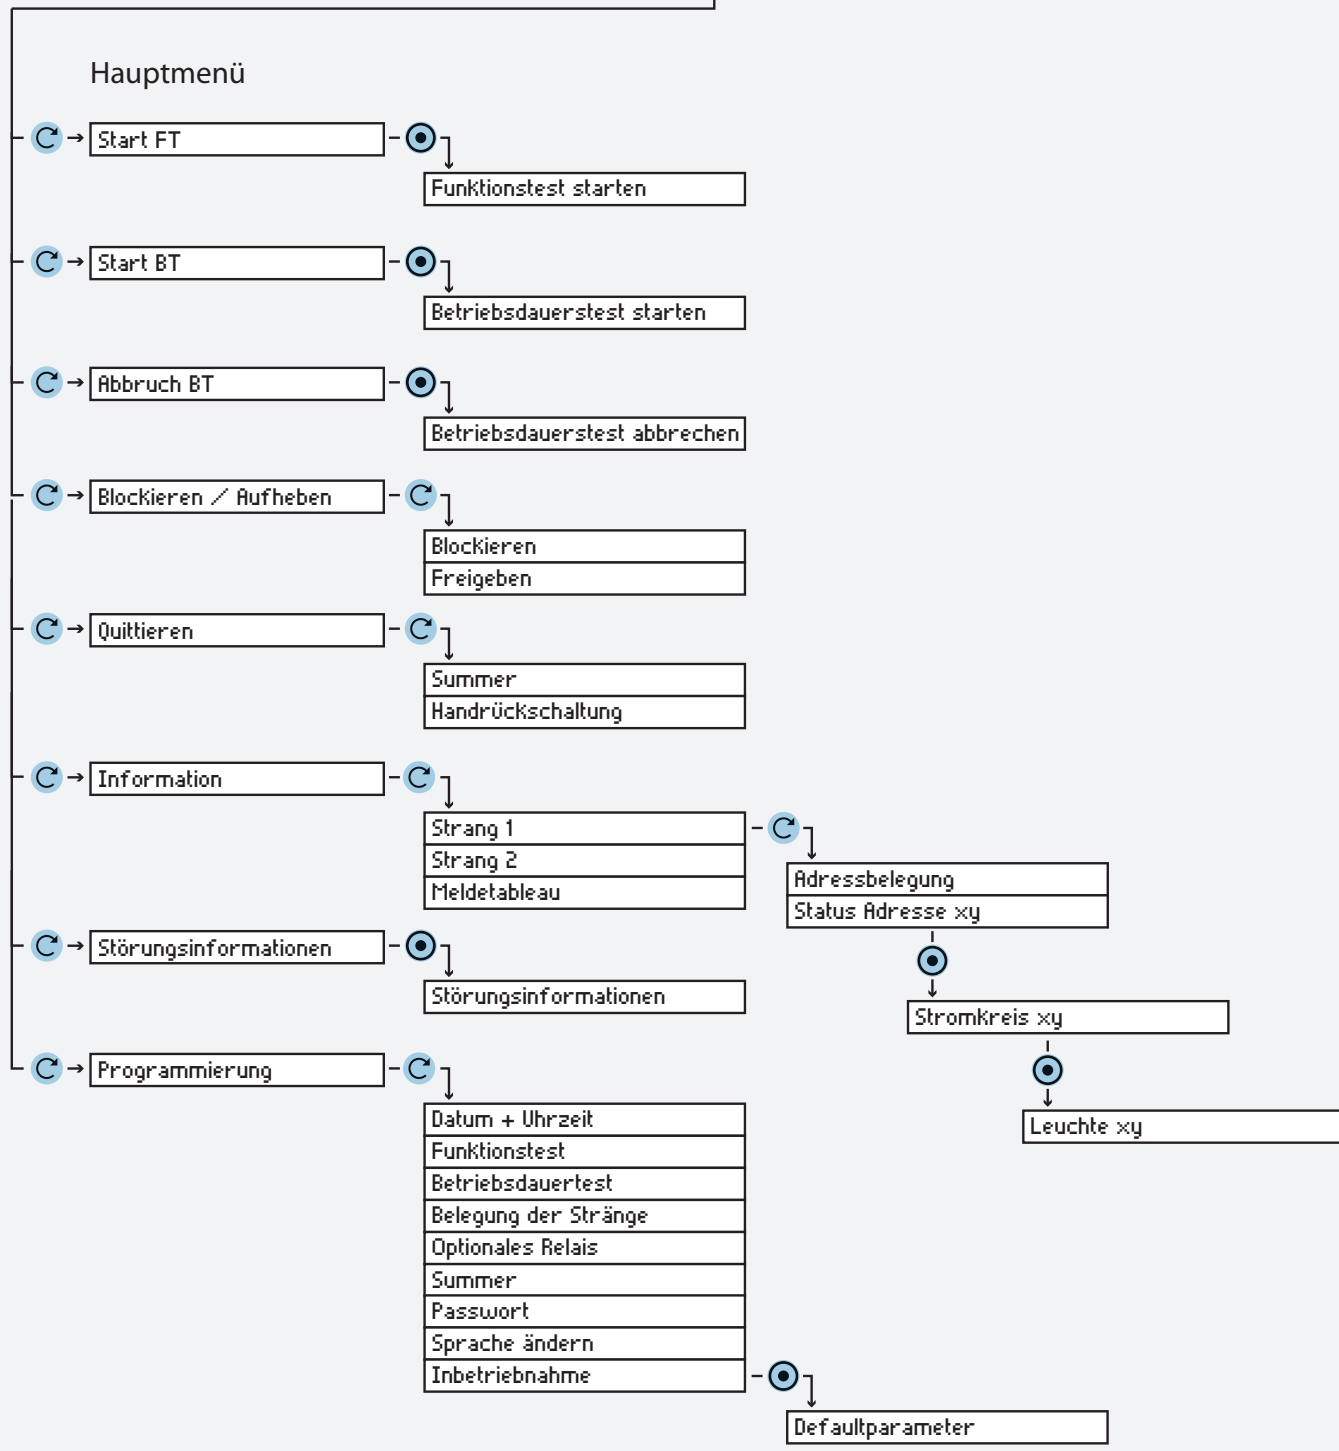 Hauptmenü
Start FT
Funktionstest starten
Start BT
Betriebsdauerstest starten
Abbruch BT
Betriebsdauerstest abbrechen
Blockieren / Aufheben
Blockieren
Freigeben
Quittieren
Summer
Handrückschaltung
Information
Strang 1
Strang 2
Meldetableau
Adressbelegung
Status Adresse xy
Störungsinformationen
Störungsinformationen
Stromkreis xy
Leuchte xy
Programmierung
Datum + Uhrzeit
Funktionstest
Betriebsdauertest
Belegung der Stränge
Optionales Relais
Summer
Passwort
Sprache ändern
Inbetriebnahme
Defaultparameter